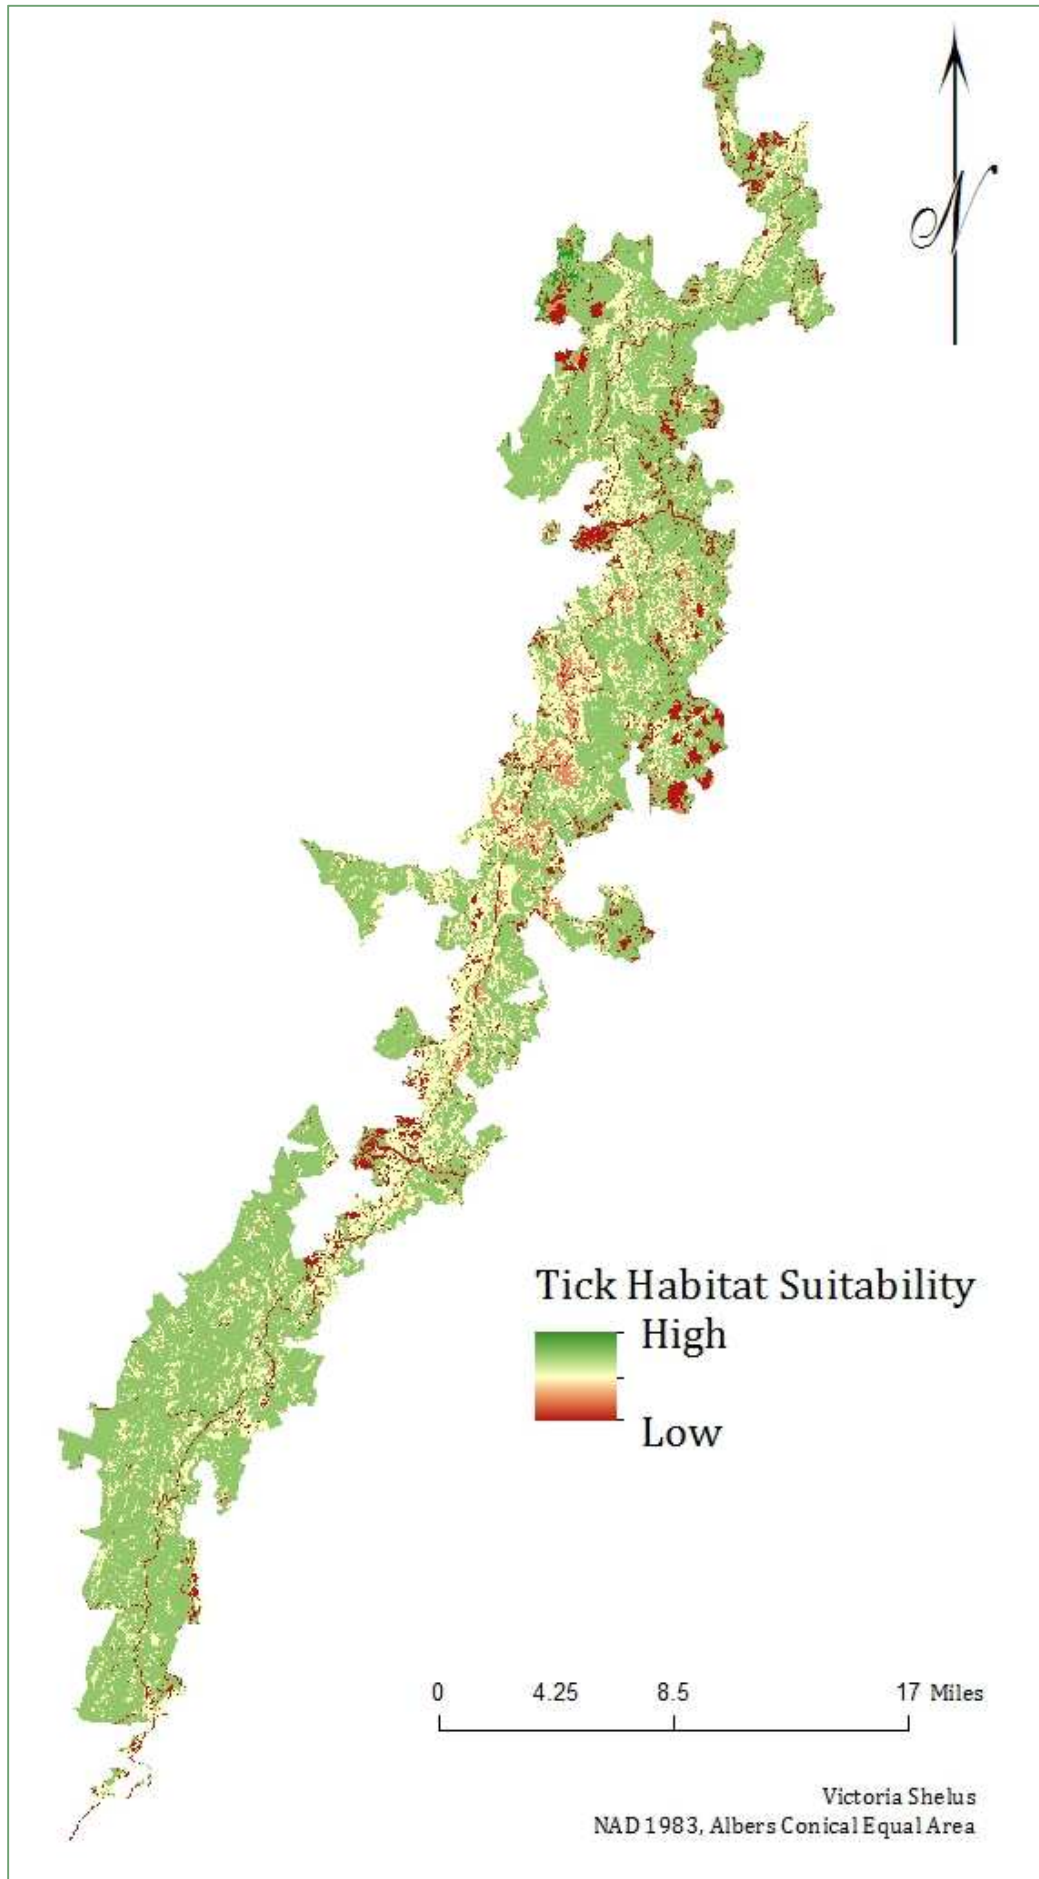 N
Tick Habitat Suitability
High
Low
0 4.25 8.5 17 Miles
Victoria Shelus
NAD 1983, Albers Conical Equal Area